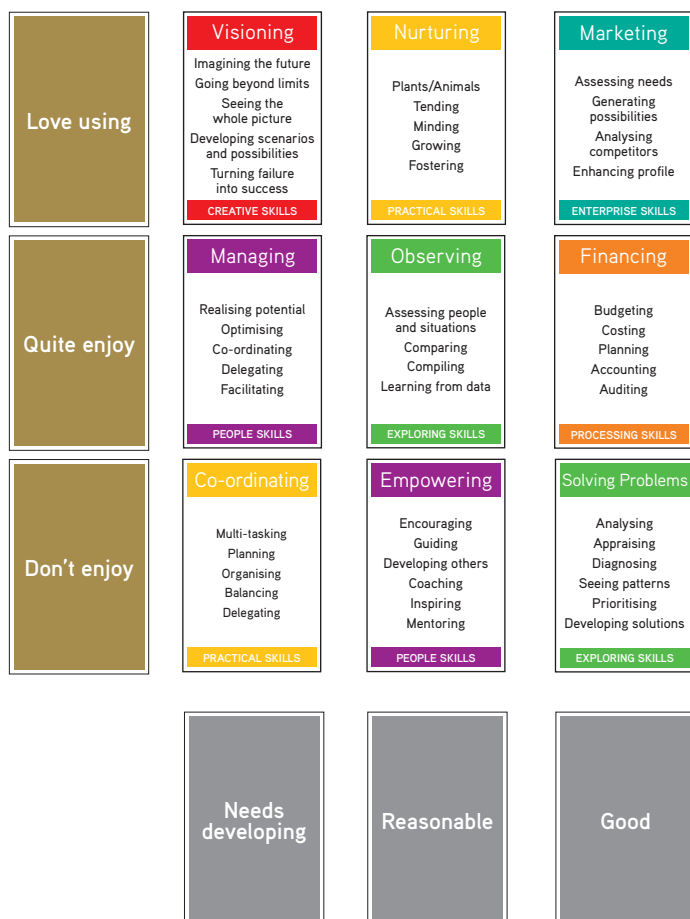 Love using
Visioning
Imagining the future
Going beyond limits
Seeing the
whole picture
Developing scenarios
and possibilities
Turning failure
into success
CREATIVE SKILLS
Nurturing
Plants/Animals
Tending
Minding
Growing
Fostering
PRACTICAL SKILLS
Marketing
Assessing needs
Generating
possibilities
Analysing
competitors
Enhancing profile
ENTERPRISE SKILLS
Quite enjoy
Managing
Realising potential
Optimising
Co-ordinating
Delegating
Facilitating
PEOPLE SKILLS
Observing
Assessing people
and situations
Comparing
Compiling
Learning from data
EXPLORING SKILLS
Financing
Budgeting
Costing
Planning
Accounting
Auditing
PROCESSING SKILLS
Don't enjoy
Co-ordinating
Multi-tasking
Planning
Organising
Balancing
Delegating
PRACTICAL SKILLS
Empowering
Encouraging
Guiding
Developing others
Coaching
Inspiring
Mentoring
PEOPLE SKILLS
Solving Problems
Analysing
Appraising
Diagnosing
Seeing patterns
Prioritising
Developing solutions
EXPLORING SKILLS
Needs
developing
Reasonable
Good